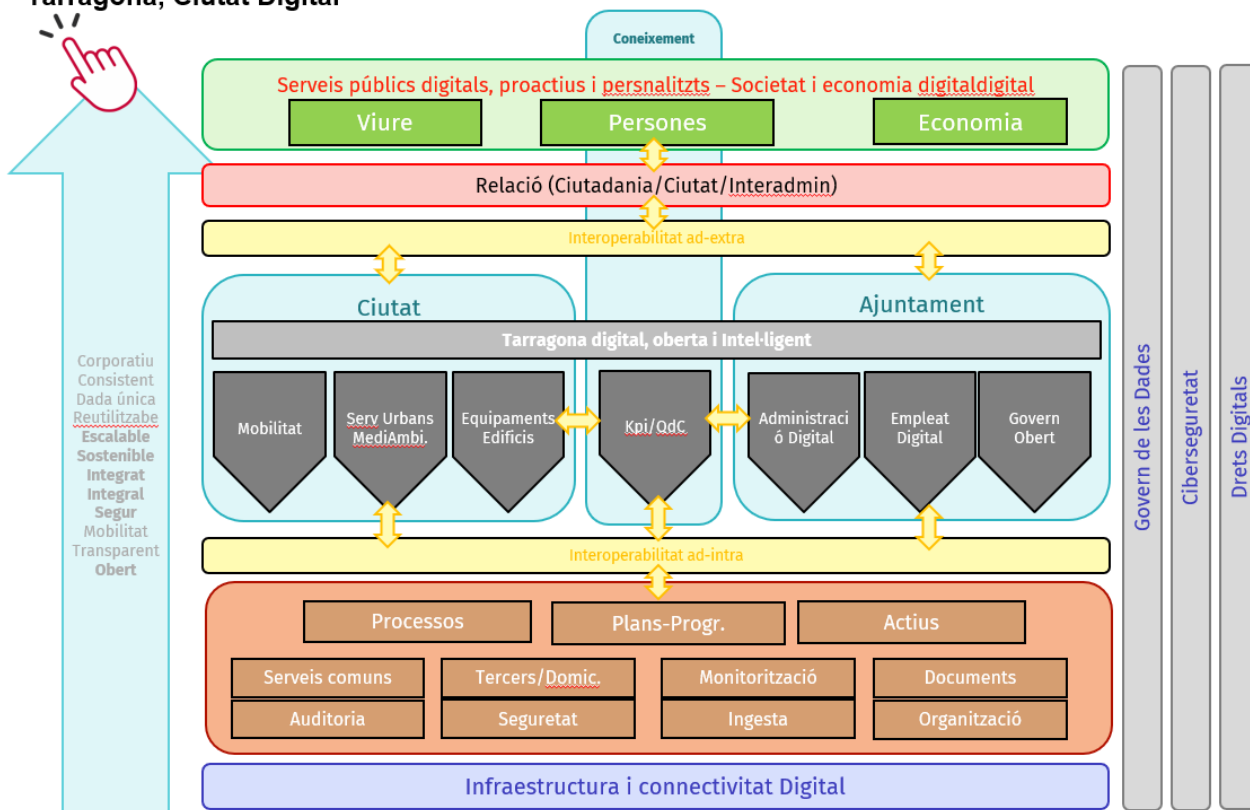 Tarragona, Ciutat Digital
Coneixement
Serveis públics digitals, proactius i persnalitzts – Societat i economia digitaldigital
Viure
Persones
Economia
Relació (Ciutadania/Ciutat/Interadmin)
Interoperabilitat ad-extra
Ciutat
Ajuntament
Tarragona digital, oberta i Intel·ligent
Mobilitat
Serv Urbans
MediAmbi.
Equipaments
Edificis
Kpi/QdC
Administraci
ó Digital
Empleat
Digital
Govern
Obert
Interoperabilitat ad-intra
Processos
Plans-Progr.
Actius
Serveis comuns
Tercers/Domic.
Monitorització
Documents
Auditoria
Seguretat
Ingesta
Organització
Infraestructura i connectivitat Digital
Corporatiu
Consistent
Dada única
Reutilitzabe
Escalable
Sostenible
Integrat
Integral
Segur
Mobilitat
Transparent
Obert
Govern de les Dades
Ciberseguretat
Drets Digitals